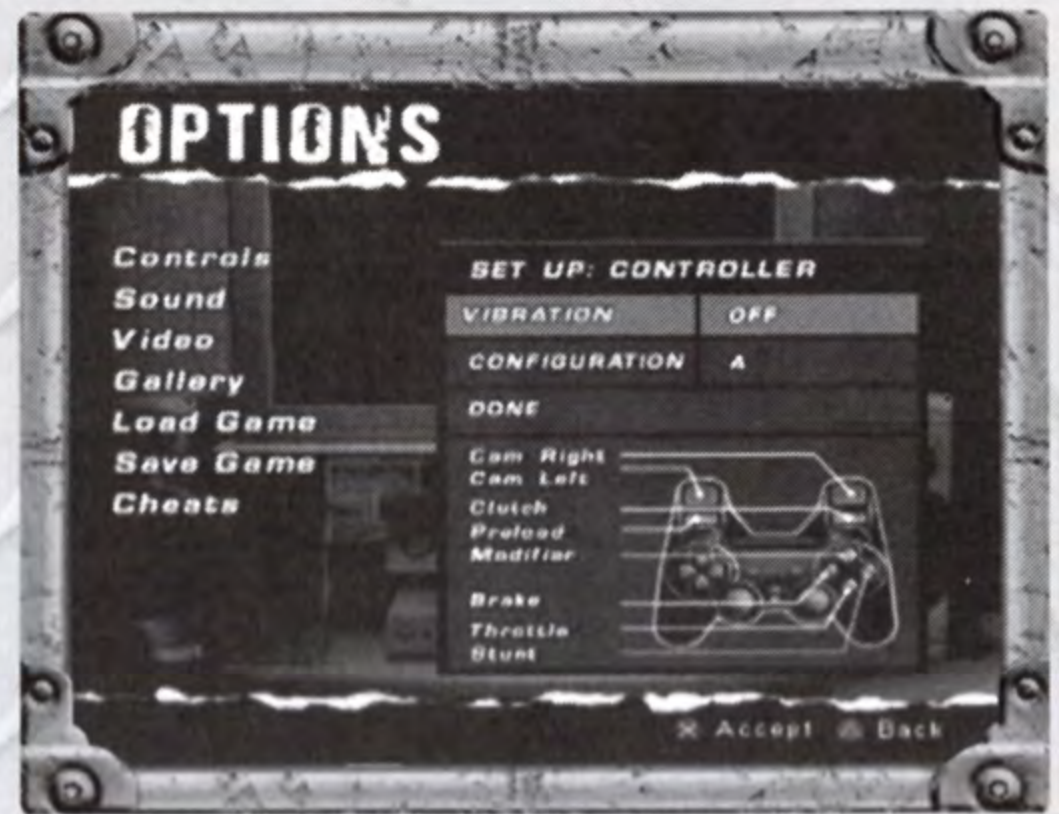 OPTIONS
Controls
Sound
Video
Gallery
Load Game
Save Game
Cheats
SET UP: CONTROLLER
VIBRATION OFF
CONFIGURATION A
DONE
Cam Right
Cam Left
Clutch
Preload
Modifier
Brake
Throttle
Stunt
Accept Back